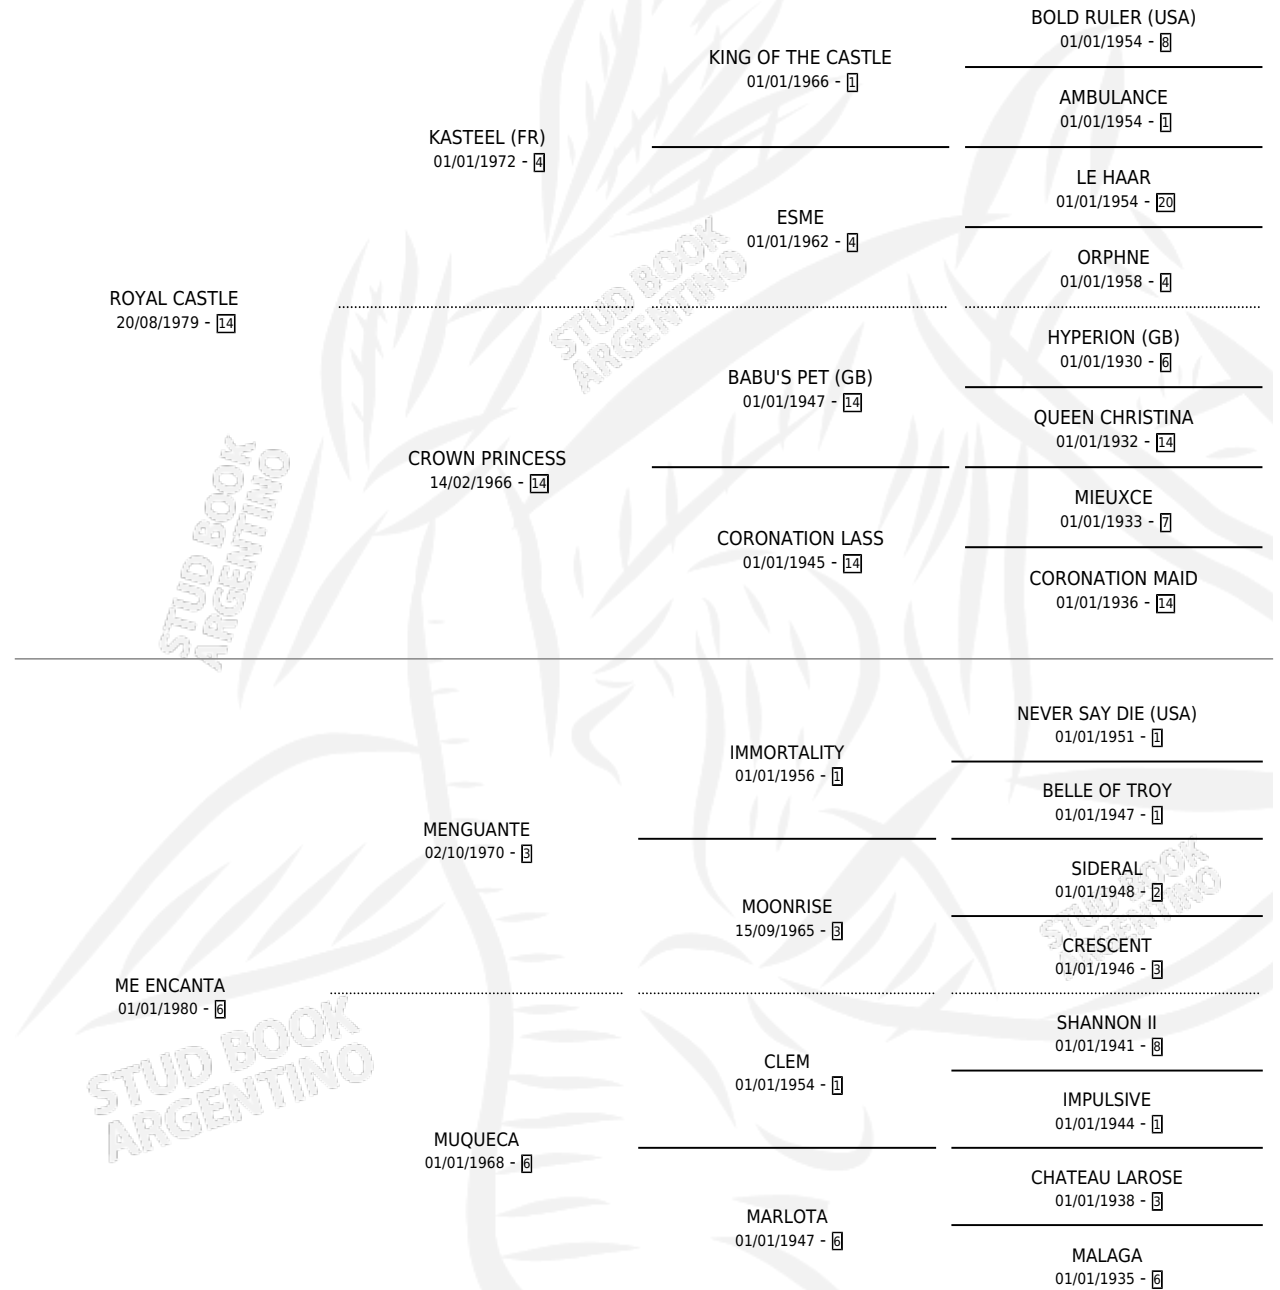 BOLD RULER (USA)
01/01/1954 - 8
KING OF THE CASTLE
01/01/1966 - 1
AMBULANCE
01/01/1954 - 1
KASTEEL (FR)
01/01/1972 - 4
LE HAAR
01/01/1954 - 20
ESME
01/01/1962 - 4
ORPHNE
01/01/1958 - 4
ROYAL CASTLE
20/08/1979 - 14
HYPERION (GB)
01/01/1930 - 6
BABU'S PET (GB)
01/01/1947 - 14
QUEEN CHRISTINA
01/01/1932 - 14
CROWN PRINCESS
14/02/1966 - 14
MIEUXCE
01/01/1933 - 7
CORONATION LASS
01/01/1945 - 14
CORONATION MAID
01/01/1936 - 14
NEVER SAY DIE (USA)
01/01/1951 - 1
IMMORTALITY
01/01/1956 - 1
BELLE OF TROY
01/01/1947 - 1
MENGUANTE
02/10/1970 - 3
SIDERAL
01/01/1948 - 2
MOONRISE
15/09/1965 - 3
CRESCENT
01/01/1946 - 3
ME ENCANTA
01/01/1980 - 6
SHANNON II
01/01/1941 - 8
CLEM
01/01/1954 - 1
IMPULSIVE
01/01/1944 - 1
MUQUECA
01/01/1968 - 6
CHATEAU LAROSE
01/01/1938 - 3
MARLOTA
01/01/1947 - 6
MALAGA
01/01/1935 - 6
STUD BOOK
ARGENTINO
STUD BOOK
ARGENTINO
STUD BOOK
ARGENTINO
STUD BOOK
ARGENTINO